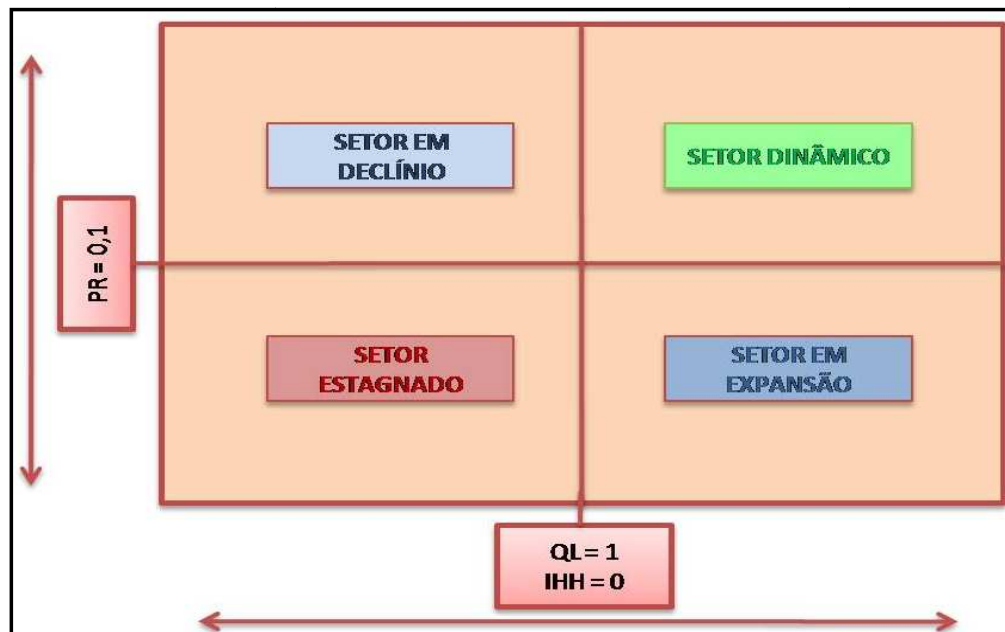 SETOR EM
DECLÍNIO
SETOR DINÂMICO
PR = 0,1
SETOR
ESTAGNADO
SETOR EM
EXPANSÃO
QL = 1
IHH = 0